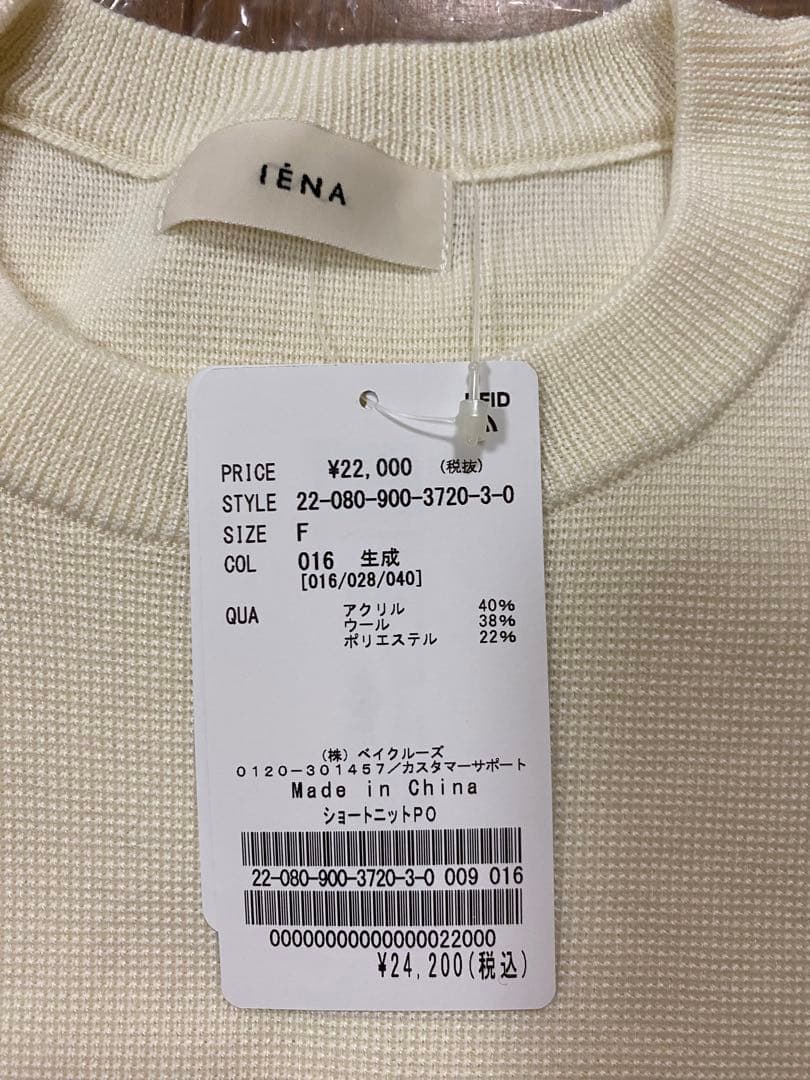 IÉNA
PRICE ¥22,000 (税抜)
STYLE 22-080-900-3720-3-0
SIZE F
COL 016 生成
[016/028/040]
QUA アクリル 40%
ウール 38%
ポリエステル 22%
(株)ベイクルーズ
0120-301457/カスタマーサポート
Made in China
ショートニットPO
22-080-900-3720-3-0 009 016
00000000000000022000
¥24,200(税込)